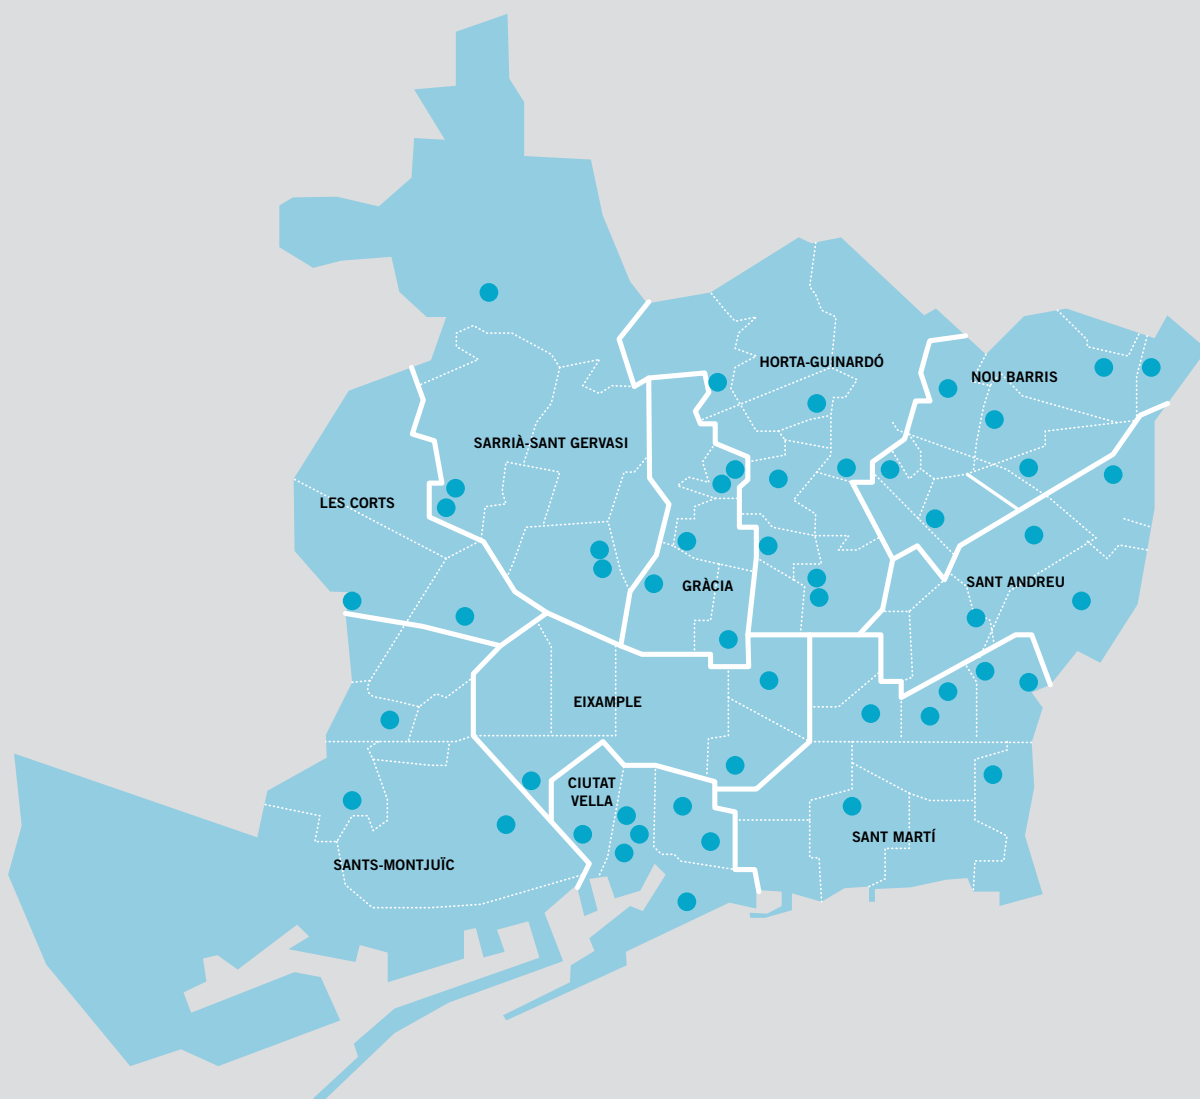 HORTA-GUINARDÓ
NOU BARRIS
SARRIÀ-SANT GERVASI
LES CORTS
GRÀCIA
SANT ANDREU
EIXAMPLE
CIUTAT
VELLA
SANT MARTÍ
SANTS-MONTJUÏC